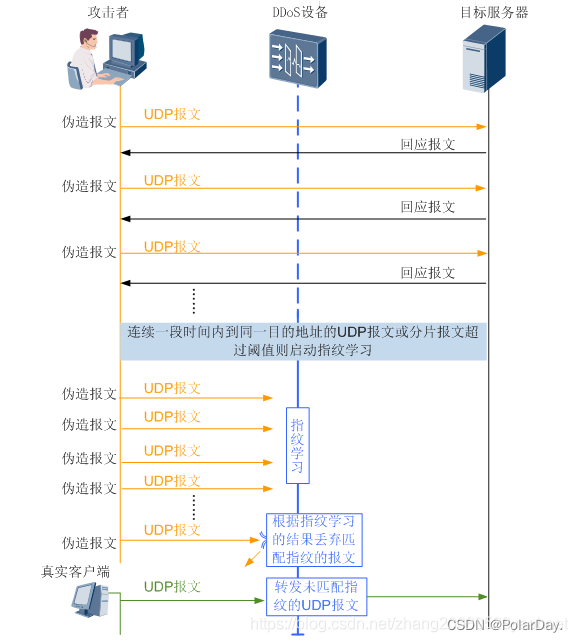 攻击者
DDoS设备
目标服务器
UDP报文
伪造报文
回应报文
UDP报文
伪造报文
回应报文
UDP报文
伪造报文
回应报文
连续一段时间内到同一目的地址的UDP报文或分片报文超
过阈值则启动指纹学习
UDP报文
伪造报文
UDP报文
伪造报文
UDP报文
伪造报文
UDP报文
伪造报文
指
纹
学
习
UDP报文
伪造报文
根据指纹学习
的结果丢弃匹
配指纹的报文
真实客户端
UDP报文
转发未匹配指
纹的UDP报文
CSDN @PolarDay.